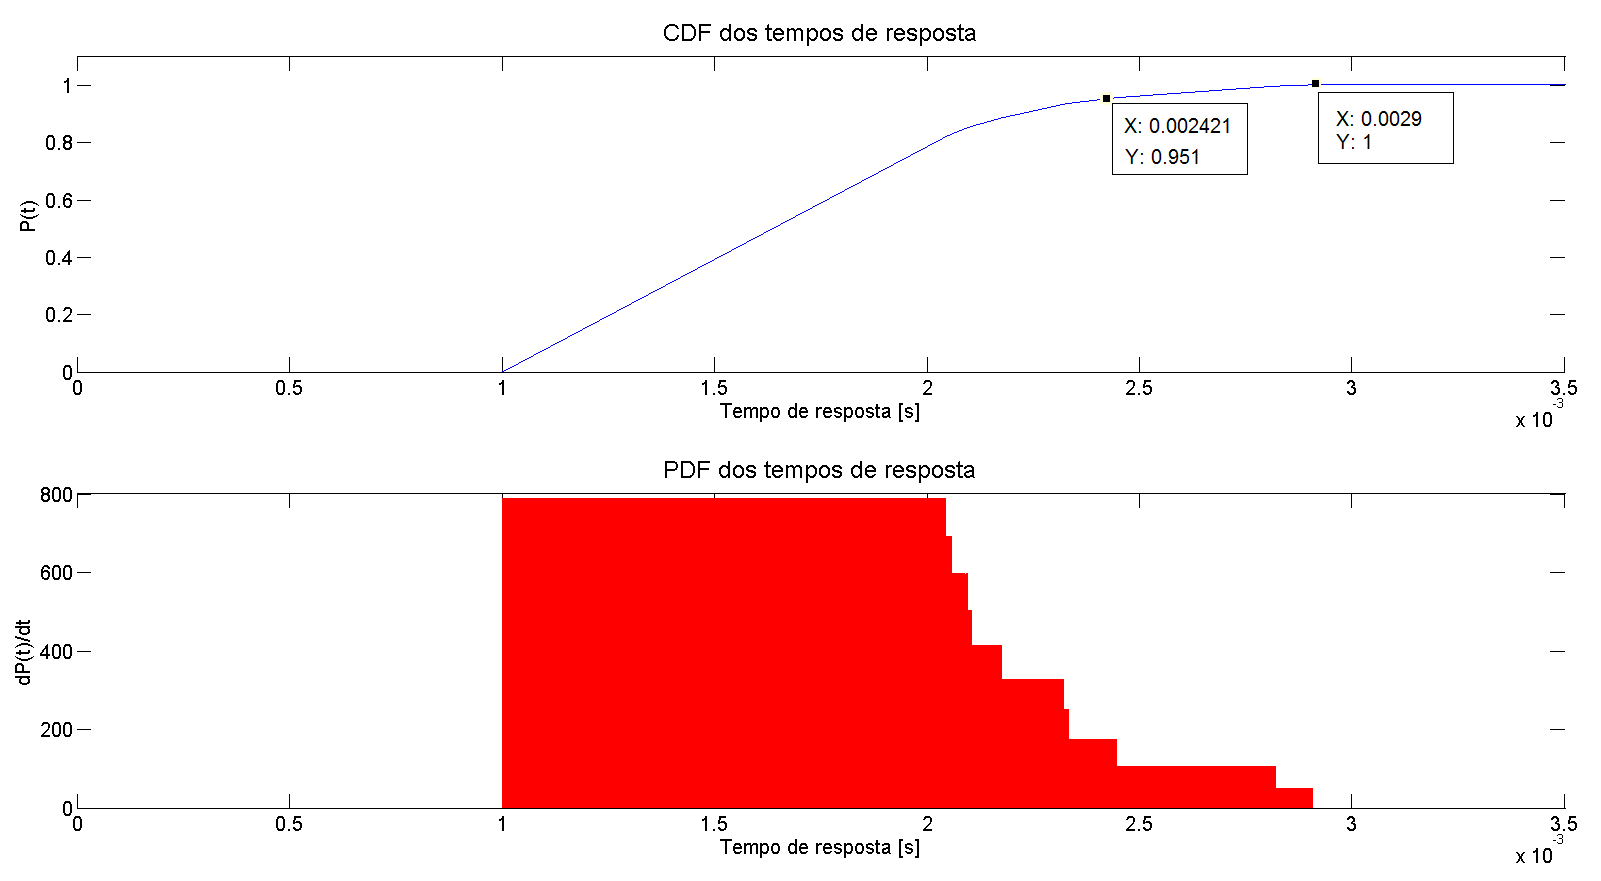 CDF dos tempos de resposta
1
0.8
0.6
0.4
0.2
0
P(t)
X: 0.002421
Y: 0.951
X: 0.0029
Y: 1
0 0.5 1 1.5 2 2.5 3 3.5
Tempo de resposta [s]
x 10-3
PDF dos tempos de resposta
800
600
400
200
0
dP(t)/dt
0 0.5 1 1.5 2 2.5 3 3.5
Tempo de resposta [s]
x 10-3